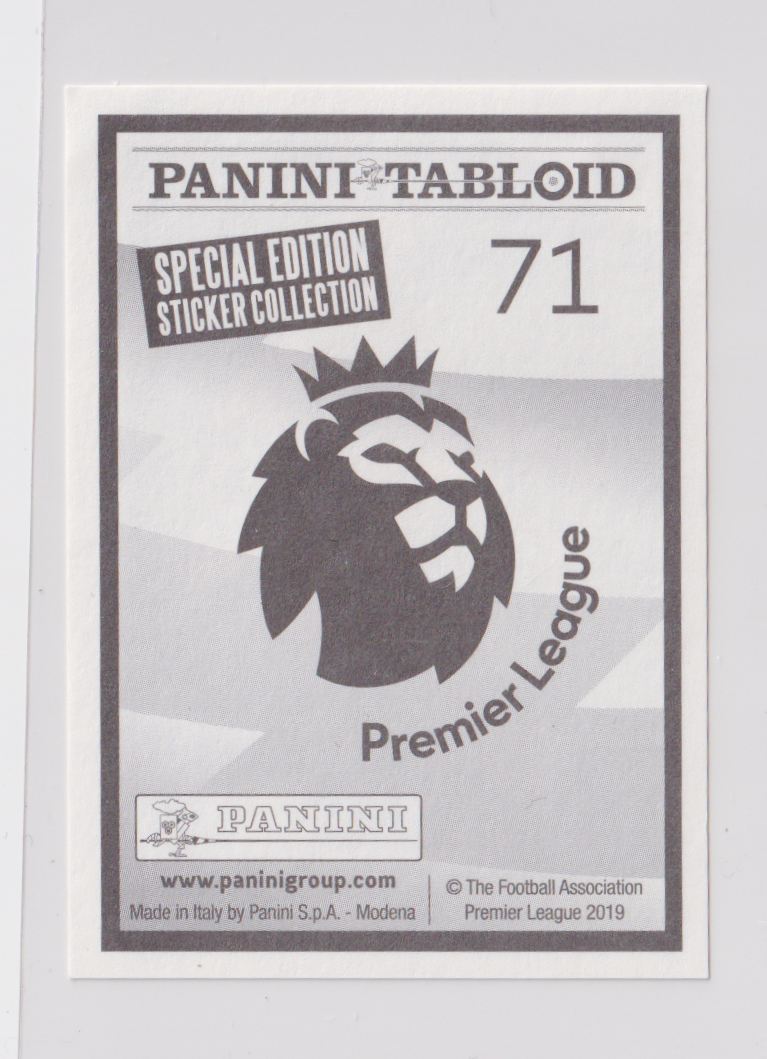 PANINI TABLOID
SPECIAL EDITION
STICKER COLLECTION
71
Premier League
PANINI
www.paninigroup.com
Made in Italy by Panini S.p.A. - Modena
© The Football Association
Premier League 2019